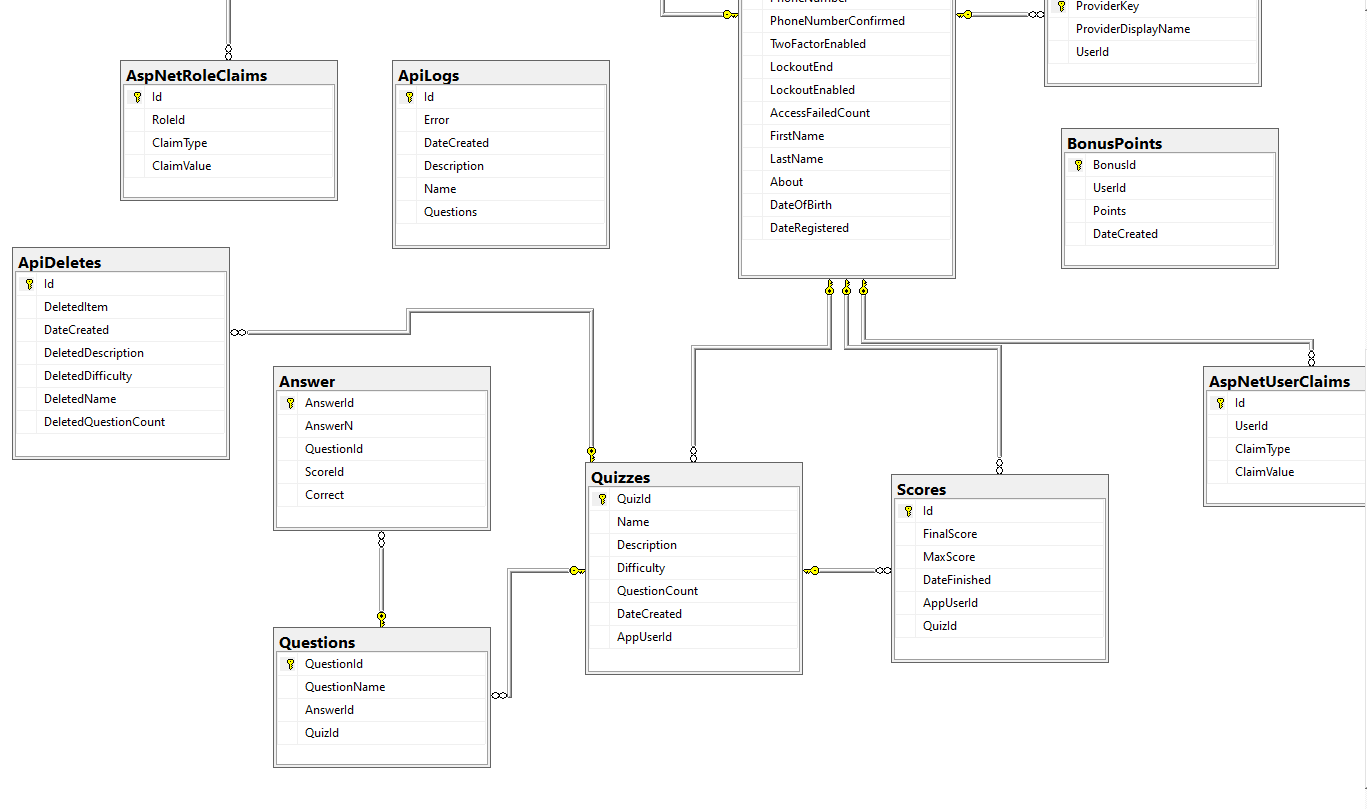 PhoneNumber
PhoneNumberConfirmed
TwoFactorEnabled
LockoutEnd
LockoutEnabled
AccessFailedCount
FirstName
LastName
About
DateOfBirth
DateRegistered
ProviderKey
ProviderDisplayName
UserId
AspNetRoleClaims
Id
RoleId
ClaimType
ClaimValue
ApiLogs
Id
Error
DateCreated
Description
Name
Questions
BonusPoints
BonusId
UserId
Points
DateCreated
ApiDeletes
Id
DeletedItem
DateCreated
DeletedDescription
DeletedDifficulty
DeletedName
DeletedQuestionCount
Answer
AnswerId
AnswerN
QuestionId
ScoreId
Correct
AspNetUserClaims
Id
UserId
ClaimType
ClaimValue
Quizzes
QuizId
Name
Description
Difficulty
QuestionCount
DateCreated
AppUserId
Scores
Id
FinalScore
MaxScore
DateFinished
AppUserId
QuizId
Questions
QuestionId
QuestionName
AnswerId
QuizId